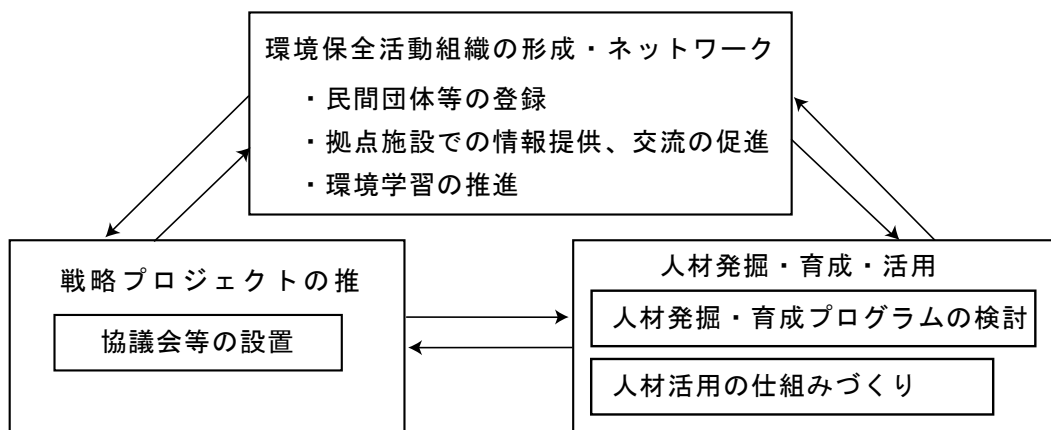 環境保全活動組織の形成・ネットワーク
・民間団体等の登録
・拠点施設での情報提供、交流の促進
・環境学習の推進
戦略プロジェクトの推
協議会等の設置
人材発掘・育成・活用
人材発掘・育成プログラムの検討
人材活用の仕組みづくり